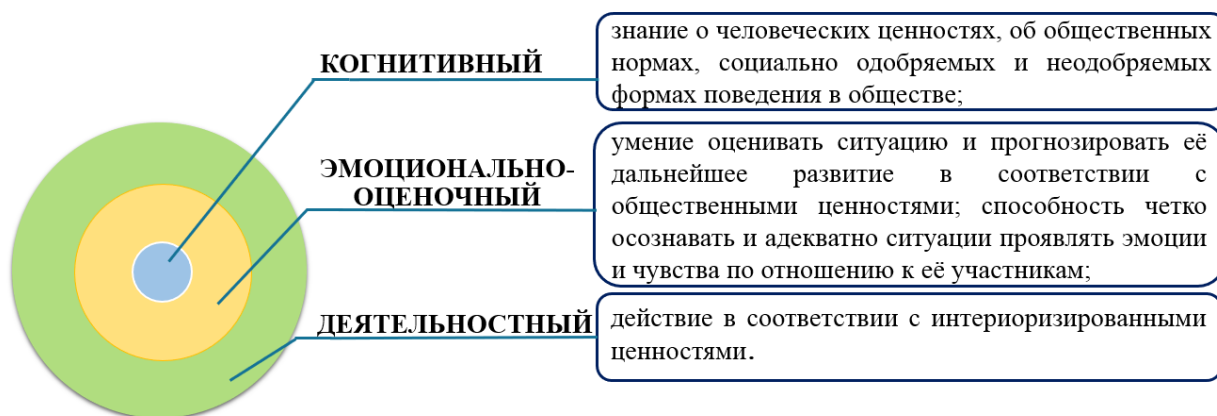 КОГНИТИВНЫЙ
знание о человеческих ценностях, об общественных
нормах, социально одобряемых и неодобряемых
формах поведения в обществе;
ЭМОЦИОНАЛЬНО-
ОЦЕНОЧНЫЙ
умение оценивать ситуацию и прогнозировать её
дальнейшее развитие в соответствии с
общественными ценностями; способность четко
осознавать и адекватно ситуации проявлять эмоции
и чувства по отношению к её участникам;
ДЕЯТЕЛЬНОСТНЫЙ
действие в соответствии с интериоризированными
ценностями.